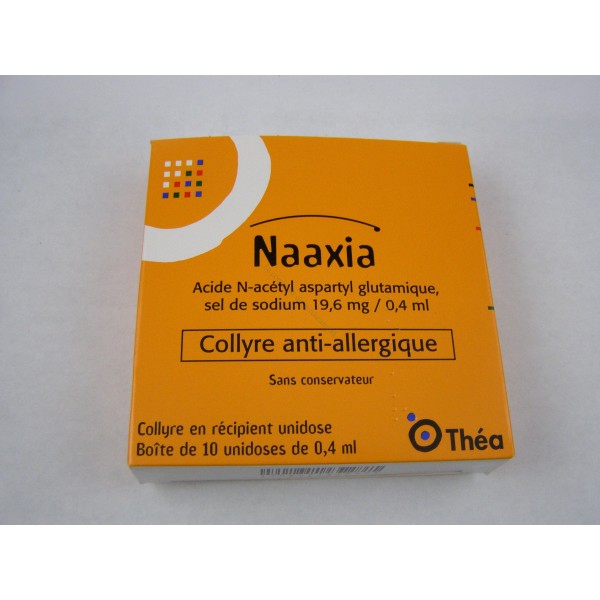 Naaxia
Acide N-acétyl aspartyl glutamique,
sel de sodium 19,6 mg / 0,4 ml
Collyre anti-allergique
Sans conservateur
Collyre en récipient unidose
Boîte de 10 unidoses de 0,4 ml
Théa